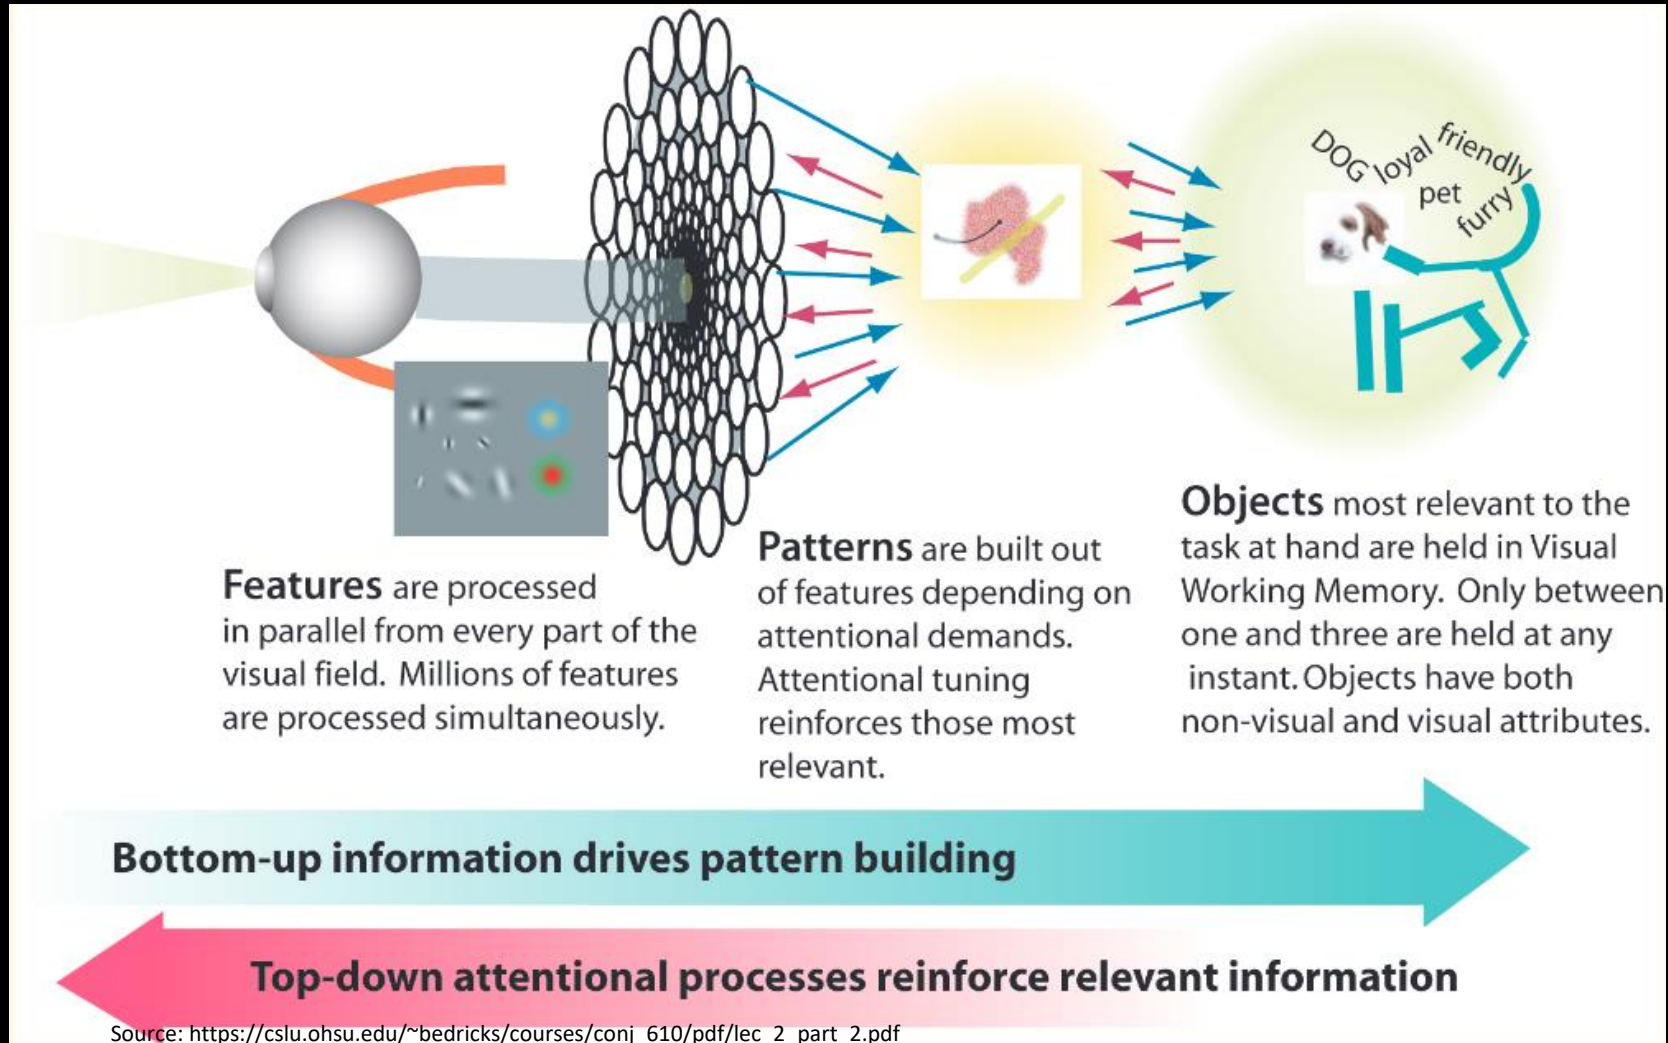 DOG
loyal
friendly
pet
furry
Features are processed
in parallel from every part of the
visual field. Millions of features
are processed simultaneously.
Patterns are built out
of features depending on
attentional demands.
Attentional tuning
reinforces those most
relevant.
Objects most relevant to the
task at hand are held in Visual
Working Memory. Only between
one and three are held at any
instant. Objects have both
non-visual and visual attributes.
Bottom-up information drives pattern building
Top-down attentional processes reinforce relevant information
Source: https://cslu.ohsu.edu/~bedricks/courses/conj_610/pdf/lec_2_part_2.pdf